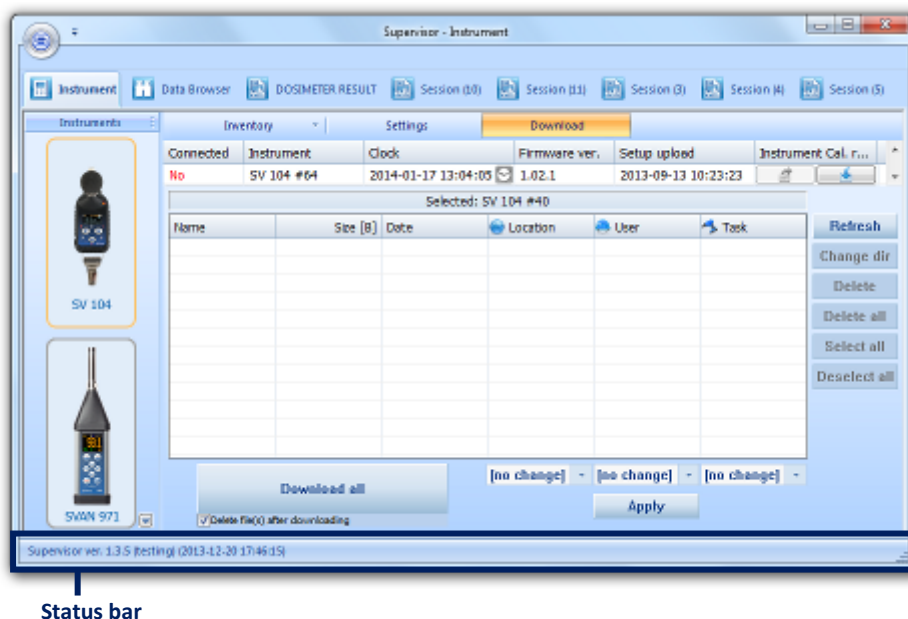 Supervisor - Instrument
Instrument Data Browser DOSIMETER RESULT Session (10) Session (11) Session (3) Session (4) Session (5)
Instruments Inventory Settings Download
Connected Instrument Clock Firmware ver. Setup upload Instrument Cal. r...
No SV 104 #64 2014-01-17 13:04:05 1.02.1 2013-09-13 10:23:23
Selected: SV 104 #40
Name Size [B] Date Location User Task
Refresh
Change dir
Delete
Delete all
Select all
Deselect all
SV 104
SVAN 971
[no change] [no change] [no change]
Download all
Apply
Delete file(s) after downloading
Supervisor ver. 1.3.5 (testing) (2013-12-20 17:46:15)
Status bar